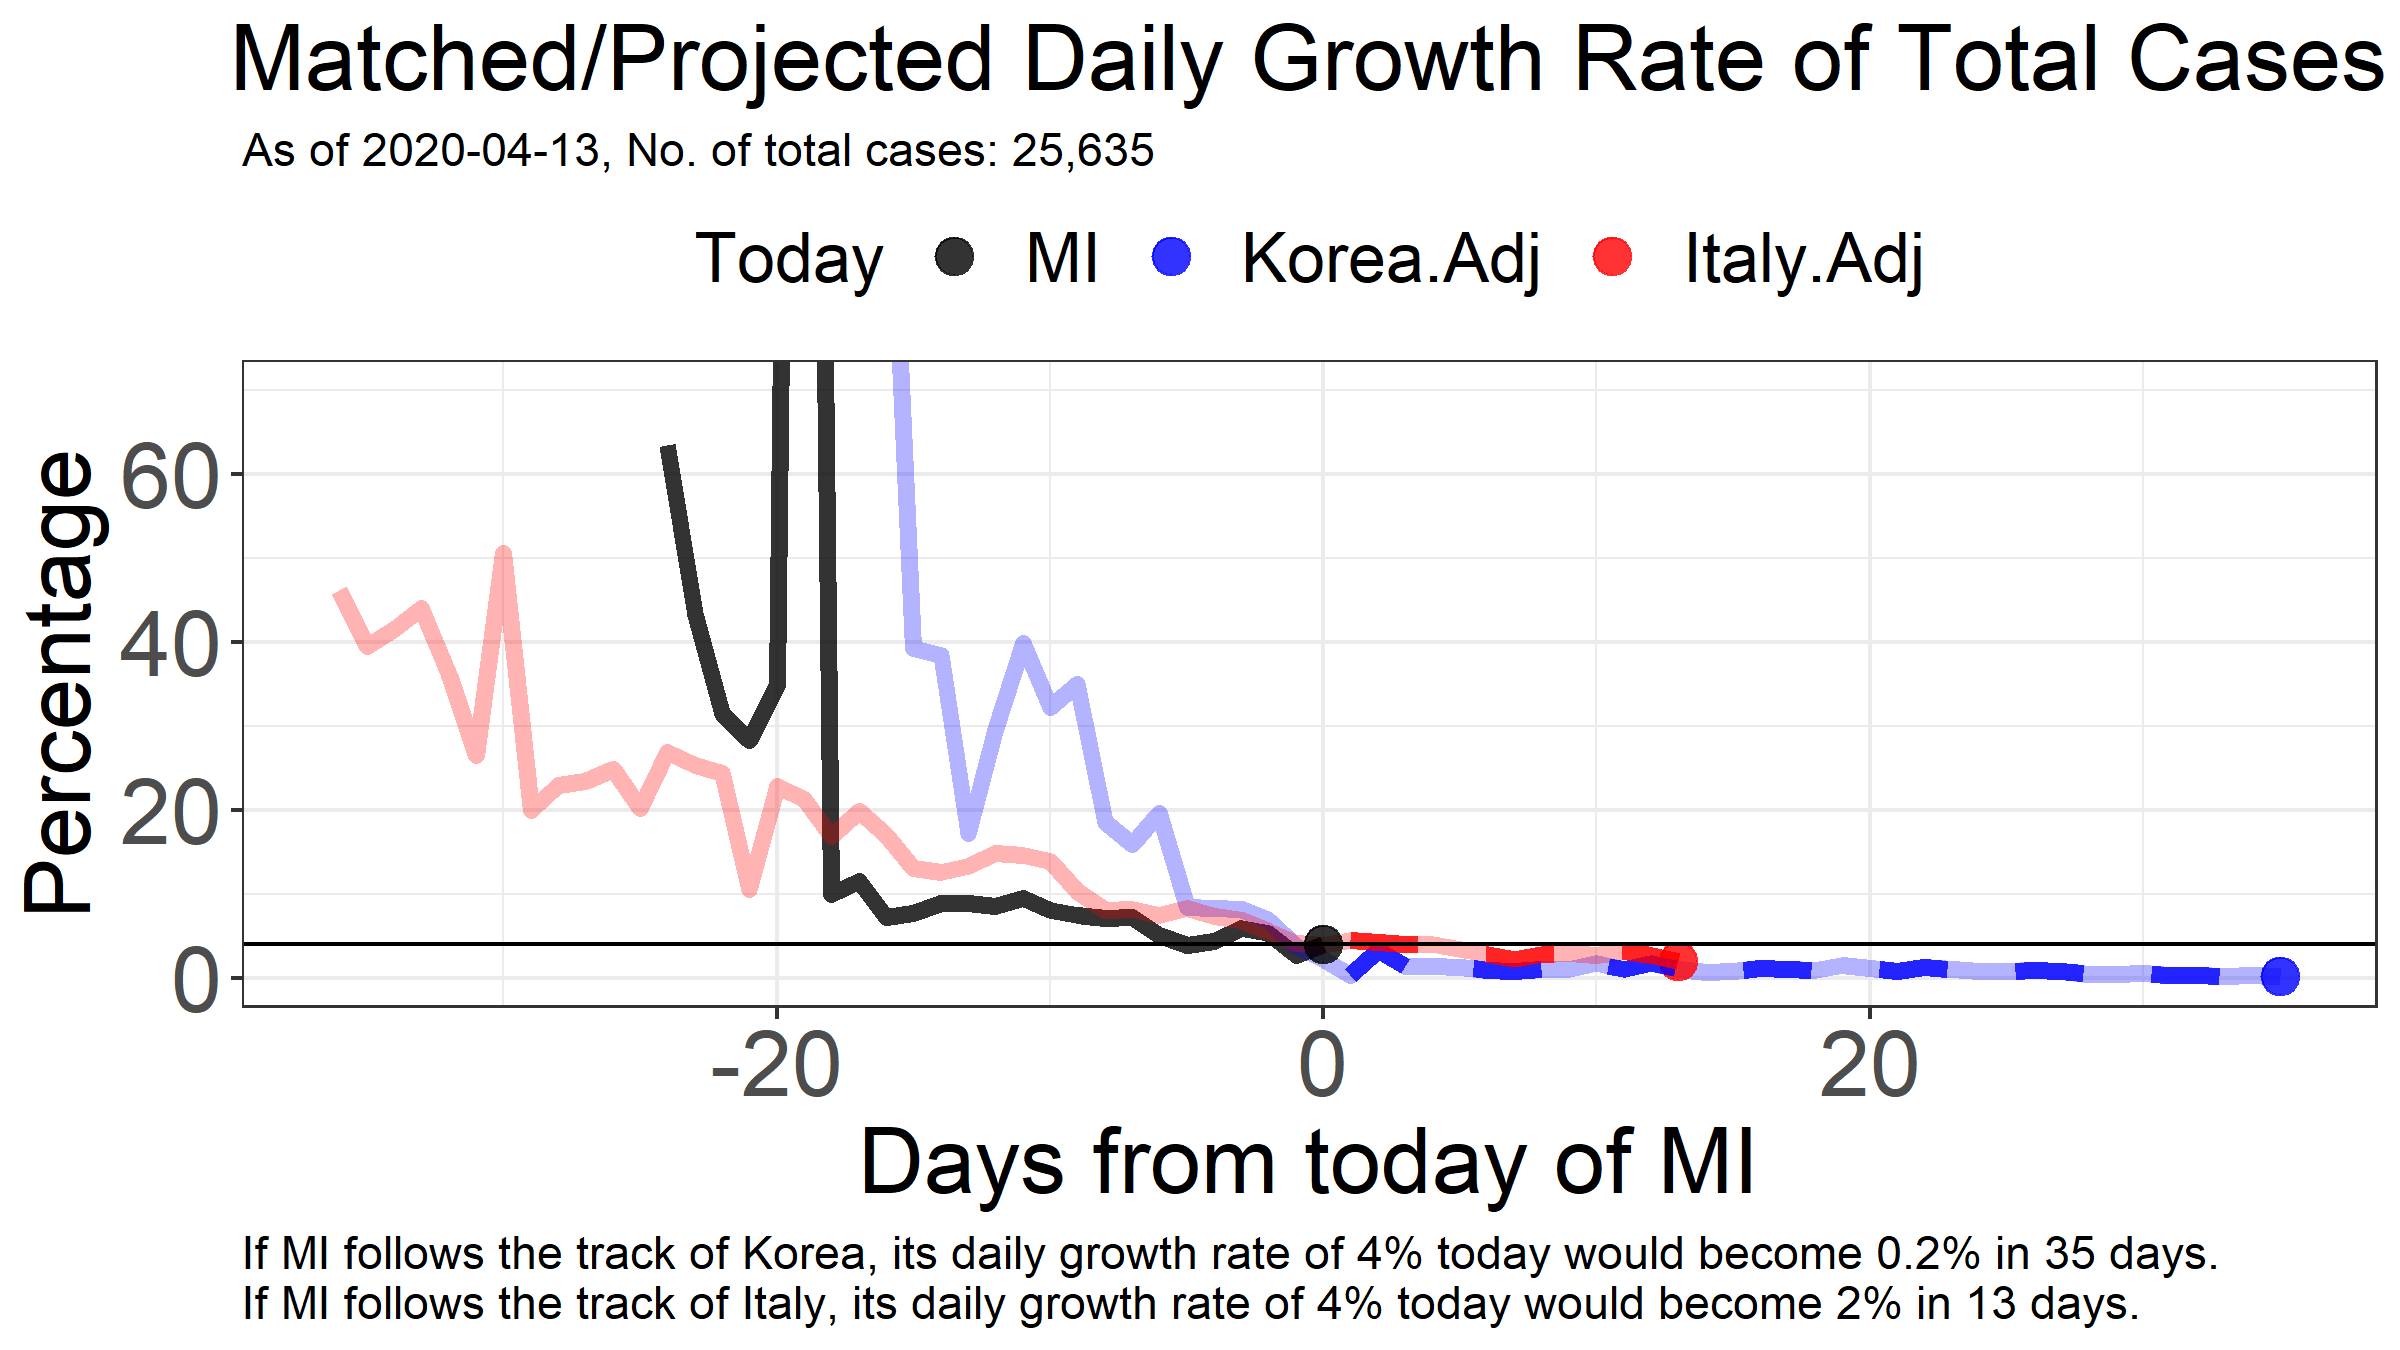 Matched/Projected Daily Growth Rate of Total Cases
As of 2020-04-13, No. of total cases: 25,635
Today MI Korea.Adj Italy.Adj
Percentage
60
40
20
0
-20 0 20
Days from today of MI
If MI follows the track of Korea, its daily growth rate of 4% today would become 0.2% in 35 days.
If MI follows the track of Italy, its daily growth rate of 4% today would become 2% in 13 days.